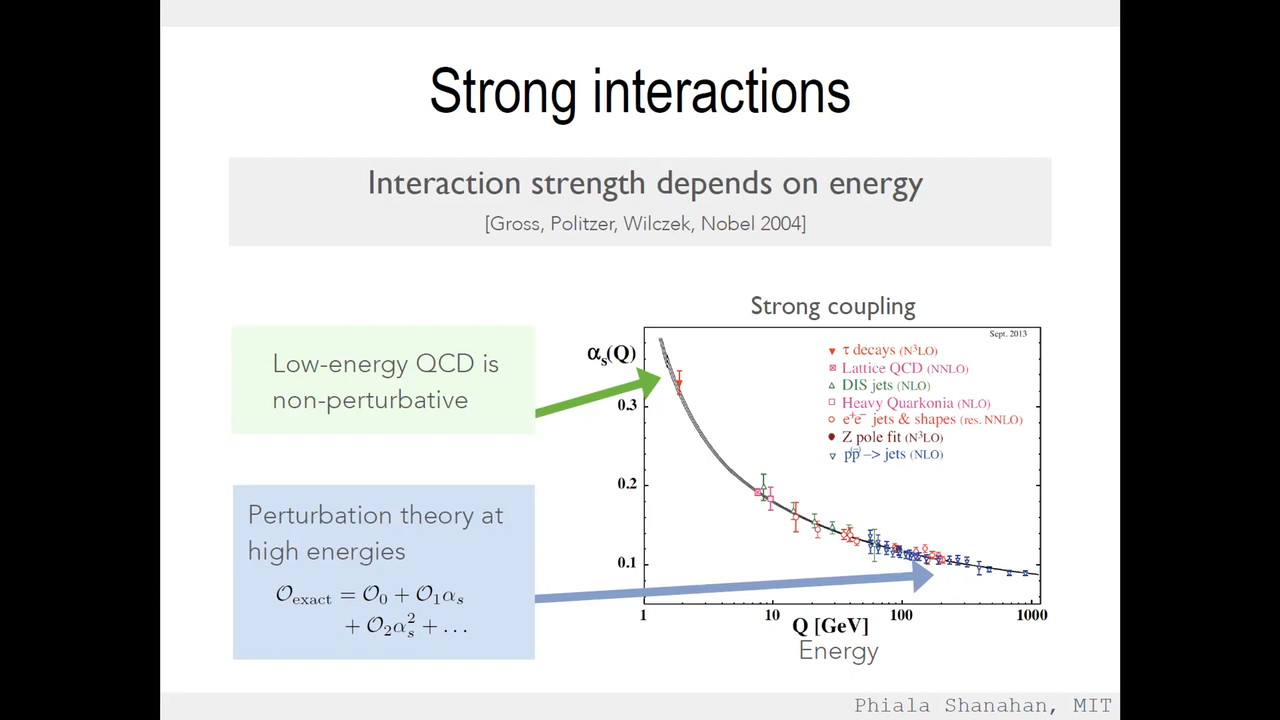 Strong interactions
Interaction strength depends on energy
[Gross, Politzer, Wilczek, Nobel 2004]
Low-energy QCD is
non-perturbative
Perturbation theory at
high energies
𝒪exact = 𝒪₀ + 𝒪₁αₛ
+ 𝒪₂αₛ² + ...
Strong coupling
Sept. 2013
αₛ(Q)
τ decays (N³LO)
Lattice QCD (NNLO)
DIS jets (NLO)
Heavy Quarkonia (NLO)
e⁺e⁻ jets & shapes (res. NNLO)
Z pole fit (N³LO)
pp̄ –> jets (NLO)
0.3
0.2
0.1
1 10 100 1000
Q [GeV]
Energy
Phiala Shanahan, MIT